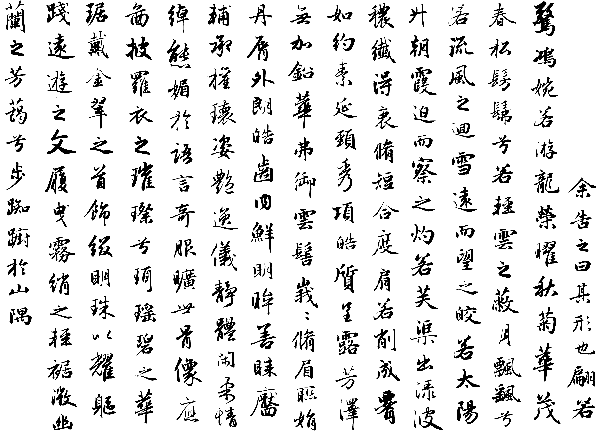 余告之曰其形也翩若
驚鴻婉若游龍榮耀秋菊華茂
春松髣髴兮若輕雲之蔽月飄飄兮
若流風之迴雪遠而望之皎若太陽
升朝霞迫而察之灼若芙渠出淥波
穠纖得衷脩短合度肩若削成署
如約素延頸秀項皓質呈露芳澤
無加鉛華弗御雲髻峩峩脩眉聯娟
丹脣外朗皓齒內鮮明眸善睞靨
輔承權瓌姿艷逸儀靜體閑柔情
綽態媚於語言奇服曠世骨像應
啚披羅衣之璀璨兮珥瑤碧之華
琚戴金翠之首飾綴明珠以耀軀
踐遠遊之文履曳霧綃之輕裾微幽
蘭之芳藹兮步踟躕於山隅